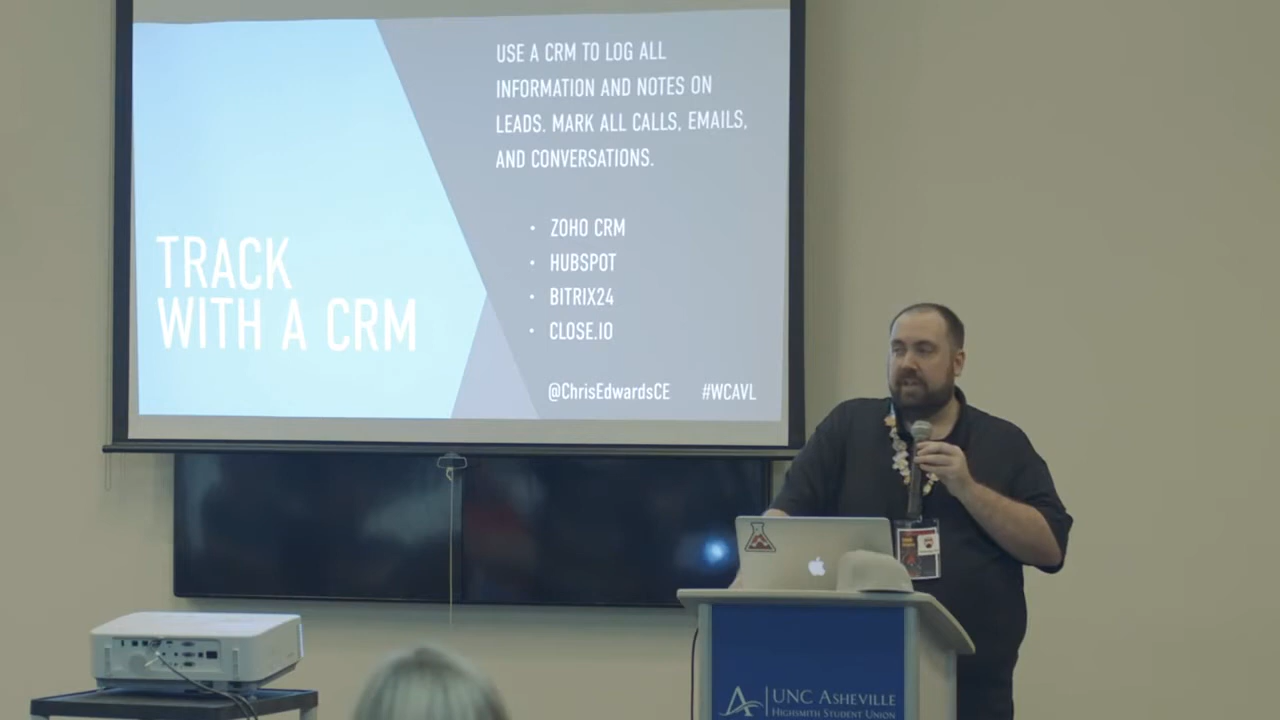 USE A CRM TO LOG ALL
INFORMATION AND NOTES ON
LEADS. MARK ALL CALLS, EMAILS,
AND CONVERSATIONS.
TRACK
WITH A CRM
• ZOHO CRM
• HUBSPOT
• BITRIX24
• CLOSE.IO
@ChrisEdwardsCE #WCAVL
UNC ASHEVILLE
HIGHSMITH STUDENT UNION